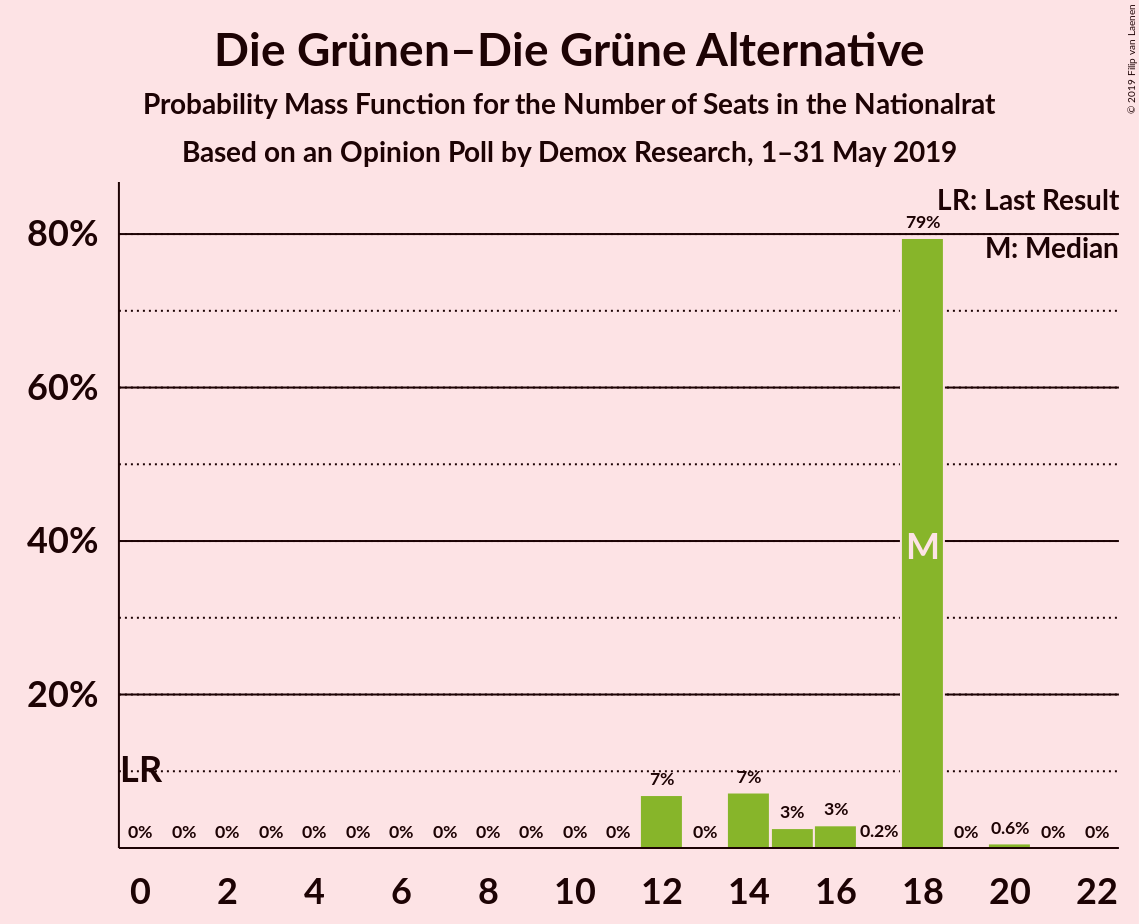 Die Grünen–Die Grüne Alternative
Probability Mass Function for the Number of Seats in the Nationalrat
Based on an Opinion Poll by Demox Research, 1–31 May 2019
© 2019 Filip van Laenen
LR: Last Result
M: Median
80%
60%
40%
20%
79%
M
LR
0% 0% 0% 0% 0% 0% 0% 0% 0% 0% 0% 0% 7% 0% 7% 3% 3% 0.2% 0% 0.6% 0% 0%
0 2 4 6 8 10 12 14 16 18 20 22